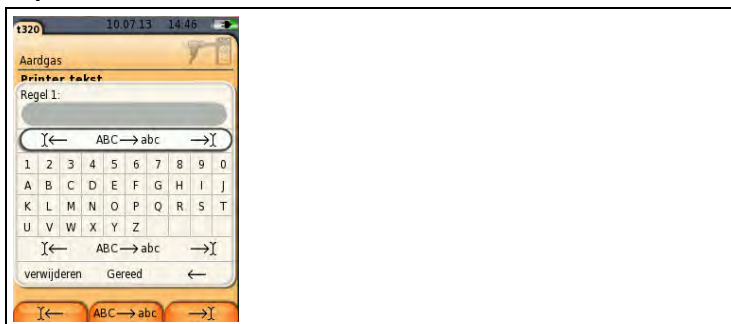 t320 10.07.13 14:46
Aardgas
Printer tekst
Regel 1:
ABC→abc
1 2 3 4 5 6 7 8 9 0
A B C D E F G H I J
K L M N O P Q R S T
U V W X Y Z
ABC→abc
verwijderen Gereed ←
ABC→abc